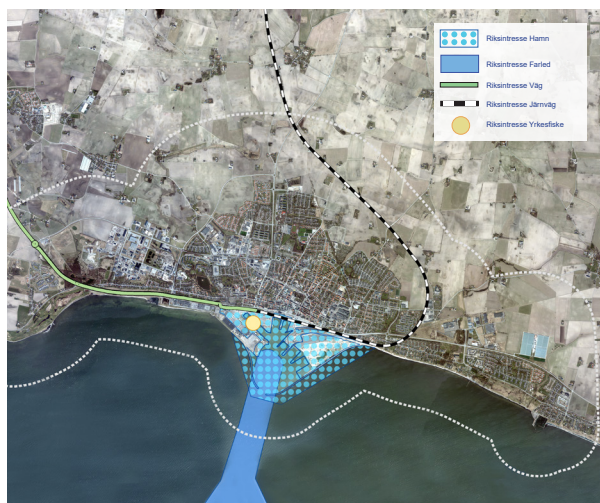 Riksintresse Hamn
Riksintresse Farled
Riksintresse Väg
Riksintresse Järnväg
Riksintresse Yrkesfiske